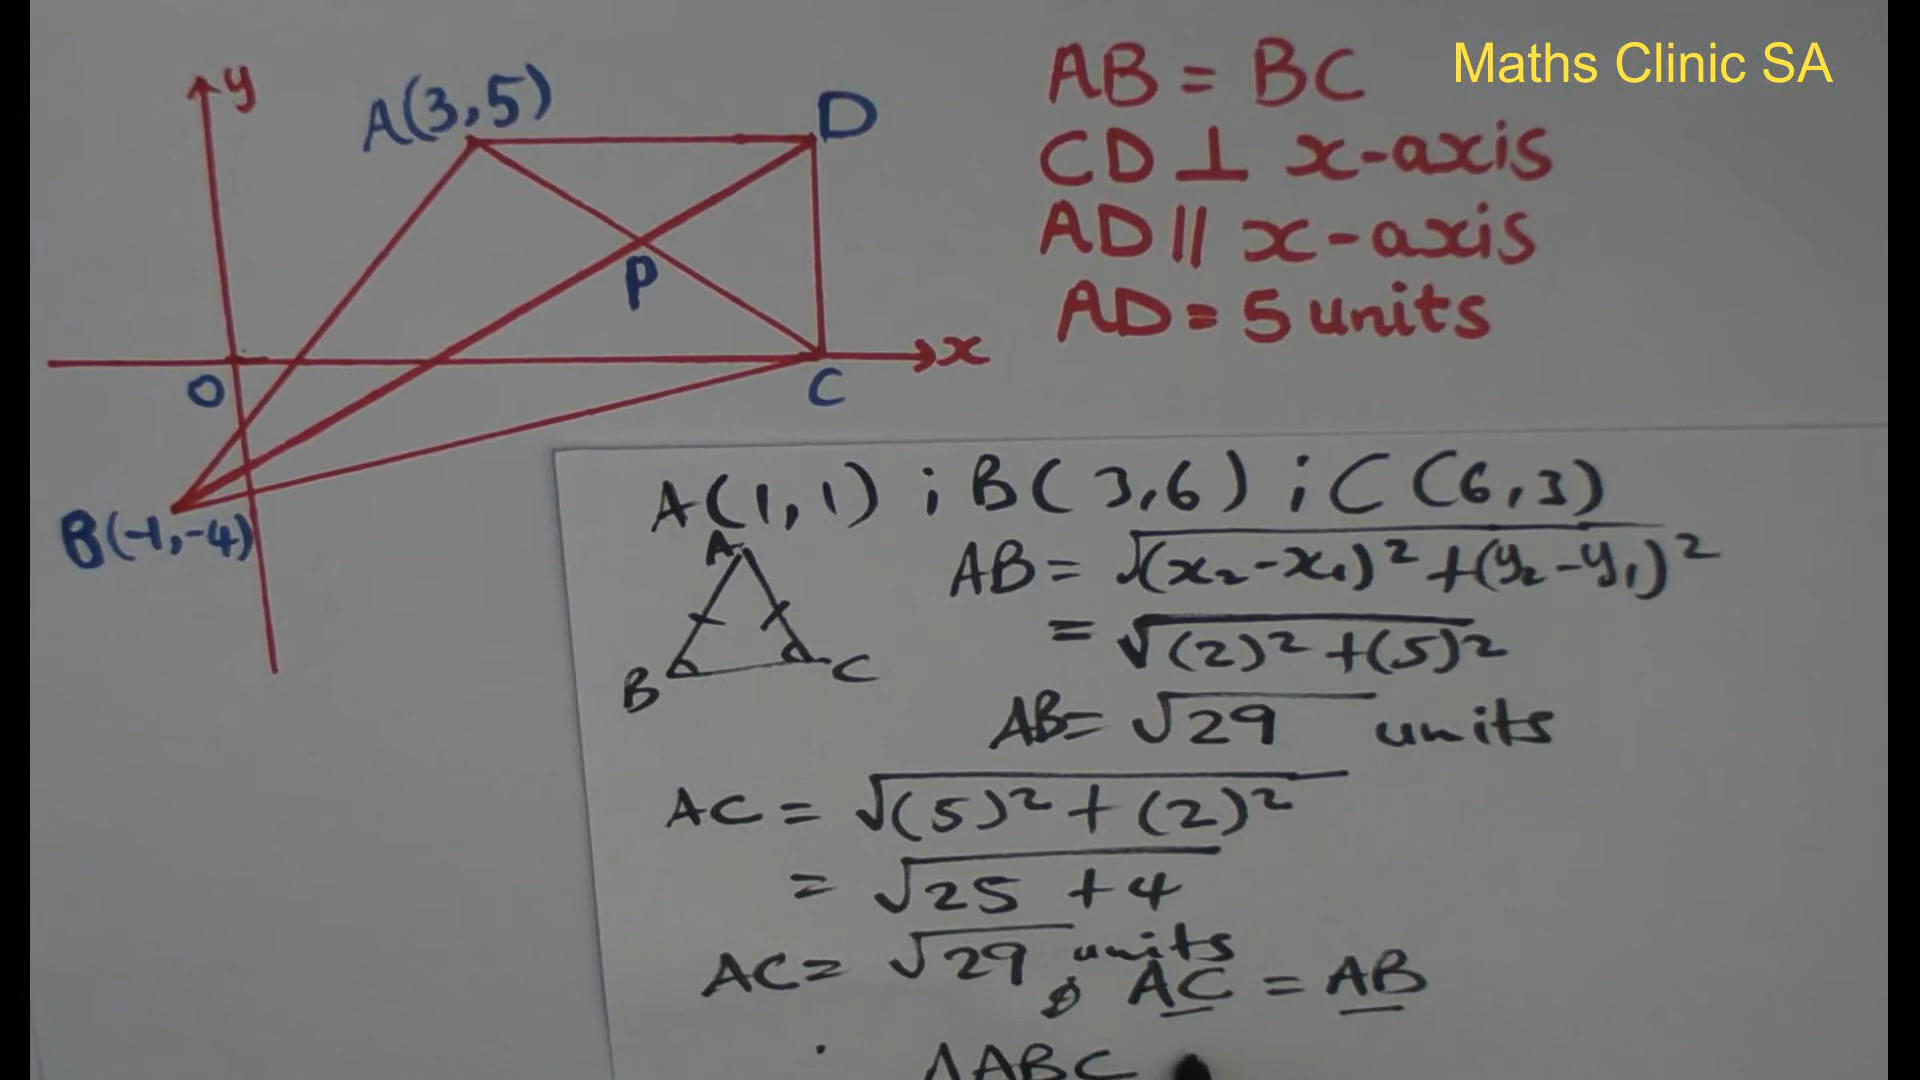 Maths Clinic SA
y
A(3,5)
D
P
x
O
C
B(-1,-4)
AB = BC
CD ⊥ x-axis
AD || x-axis
AD = 5 units
A(1,1) ; B(3,6) ; C(6,3)
A
B
C
AB = √(x₂-x₁)² + (y₂-y₁)²
= √(2)² + (5)²
AB = √29 units
AC = √(5)² + (2)²
= √25 + 4
AC = √29 units
AC = AB
ΔABC